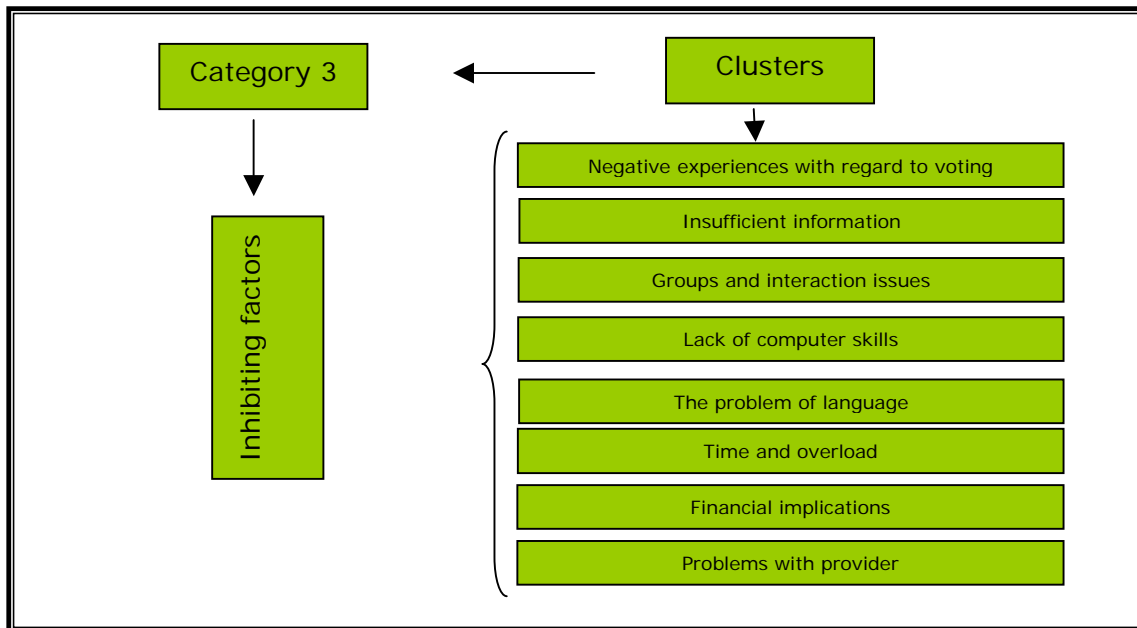 Category 3
Clusters
Inhibiting factors
Negative experiences with regard to voting
Insufficient information
Groups and interaction issues
Lack of computer skills
The problem of language
Time and overload
Financial implications
Problems with provider